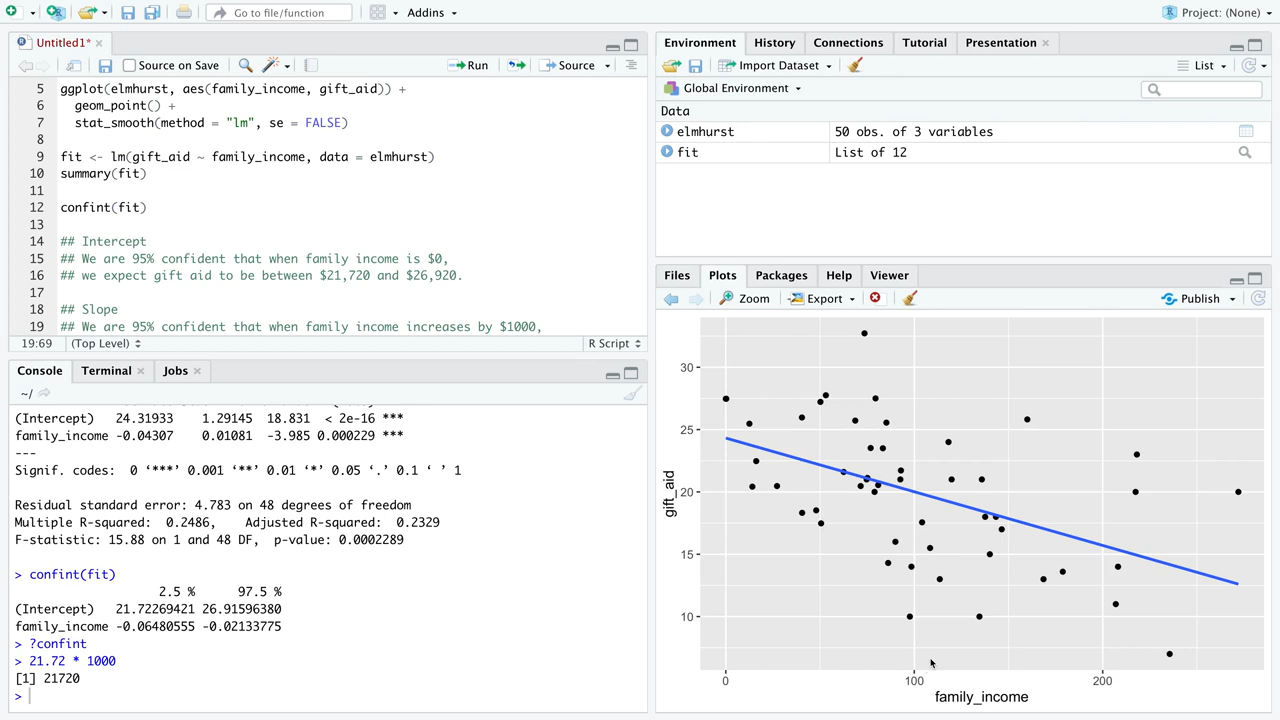 Go to file/function
Addins
Project: (None)
Untitled1*
Source on Save
Run
Source
5 ggplot(elmhurst, aes(family_income, gift_aid)) +
6 geom_point() +
7 stat_smooth(method = "lm", se = FALSE)
8
9 fit <- lm(gift_aid ~ family_income, data = elmhurst)
10 summary(fit)
11
12 confint(fit)
13
14 ## Intercept
15 ## We are 95% confident that when family income is $0,
16 ## we expect gift aid to be between $21,720 and $26,920.
17
18 ## Slope
19 ## We are 95% confident that when family income increases by $1000,
19:69 (Top Level) R Script
Console Terminal Jobs
~/
(Intercept) 24.31933 1.29145 18.831 < 2e-16 ***
family_income -0.04307 0.01081 -3.985 0.000229 ***
---
Signif. codes: 0 ‘***’ 0.001 ‘**’ 0.01 ‘*’ 0.05 ‘.’ 0.1 ‘ ’ 1
Residual standard error: 4.783 on 48 degrees of freedom
Multiple R-squared: 0.2486, Adjusted R-squared: 0.2329
F-statistic: 15.88 on 1 and 48 DF, p-value: 0.0002289
> confint(fit)
2.5 % 97.5 %
(Intercept) 21.72269421 26.91596380
family_income -0.06480555 -0.02133775
> ?confint
> 21.72 * 1000
[1] 21720
>
Environment History Connections Tutorial Presentation
Import Dataset
List
Global Environment
Data
elmhurst 50 obs. of 3 variables
fit List of 12
Files Plots Packages Help Viewer
Zoom Export Publish
gift_aid
30
25
20
15
10
0 100 200
family_income